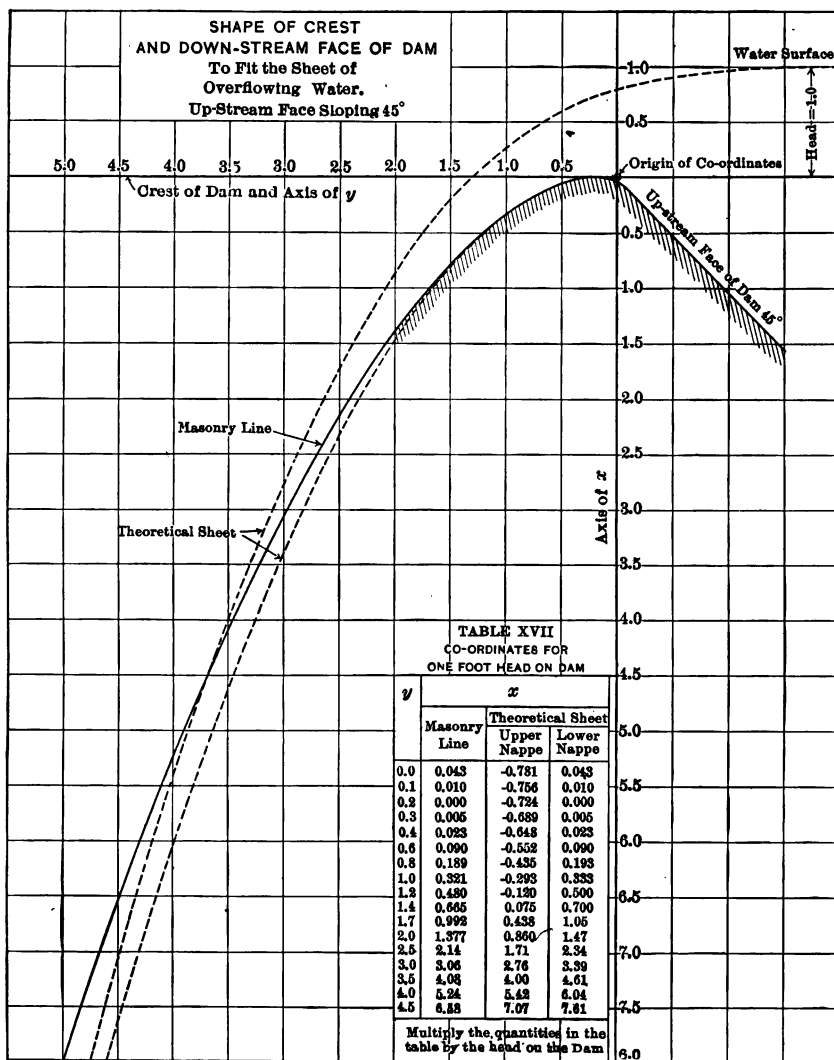 SHAPE OF CREST
AND DOWN-STREAM FACE OF DAM
To Fit the Sheet of
Overflowing Water.
Up-Stream Face Sloping 45°
Water Surface
1.0
Head = 1.0
0.5
5.0 4.5 4.0 3.5 3.0 2.5 2.0 1.5 1.0 0.5
Origin of Co-ordinates
Crest of Dam and Axis of y
Up-stream Face of Dam 45°
0.5
1.0
1.5
2.0
Masonry Line
2.5
Axis of x
3.0
Theoretical Sheet
3.5
4.0
4.5
5.0
5.5
6.0
6.5
7.0
7.5
8.0
TABLE XVII
CO-ORDINATES FOR
ONE FOOT HEAD ON DAM
y x
Masonry Line Theoretical Sheet
Upper Nappe Lower Nappe
0.0 0.043 -0.781 0.043
0.1 0.010 -0.756 0.010
0.2 0.000 -0.724 0.000
0.3 0.005 -0.689 0.005
0.4 0.023 -0.648 0.023
0.6 0.090 -0.552 0.090
0.8 0.189 -0.435 0.193
1.0 0.321 -0.293 0.333
1.2 0.480 -0.120 0.500
1.4 0.665 0.075 0.700
1.7 0.992 0.438 1.05
2.0 1.377 0.860 1.47
2.5 2.14 1.71 2.34
3.0 3.06 2.76 3.39
3.5 4.08 4.00 4.61
4.0 5.24 5.42 6.04
4.5 6.58 7.07 7.61
Multiply the quantities in the
table by the head on the Dam